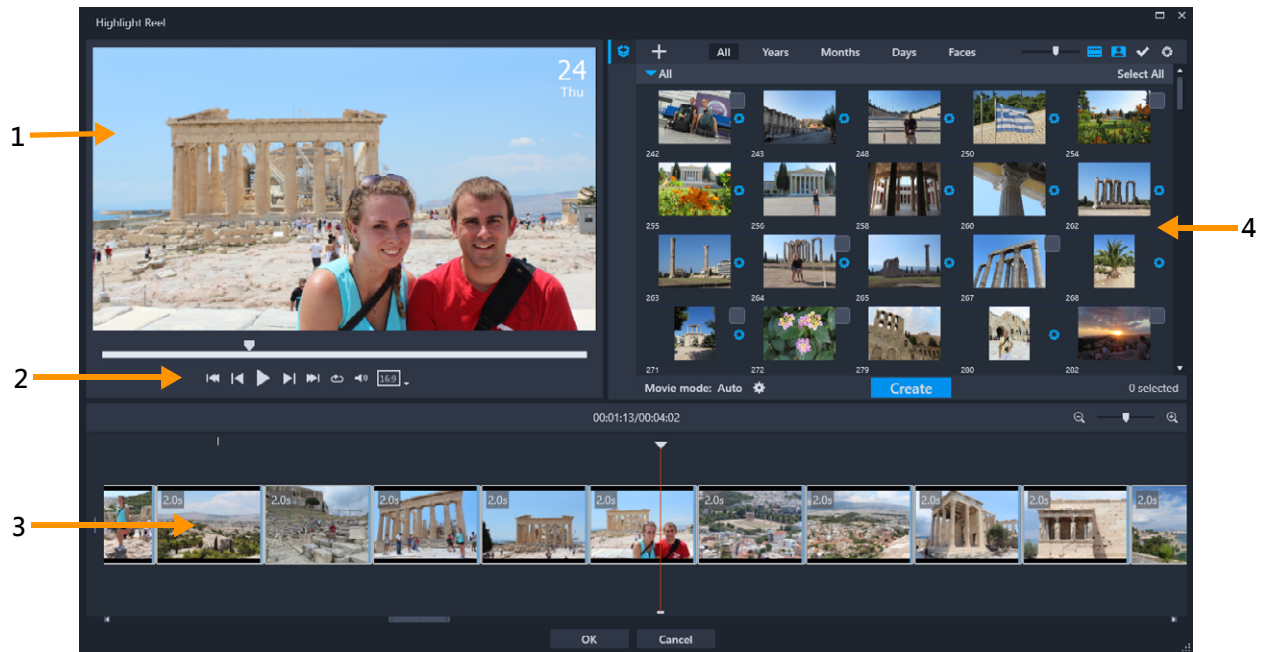 Highlight Reel
24
Thu
1
2
3
4
All Years Months Days Faces
All Select All
242 243 248 250 254
255 256 258 260 262
263 264 265 267 268
271 272 279 280 282
16:9
Movie mode: Auto Create 0 selected
00:01:13/00:04:02
2.0s 2.0s 2.0s 2.0s 2.0s 2.0s 2.0s 2.0s 2.0s 2.0s
OK Cancel